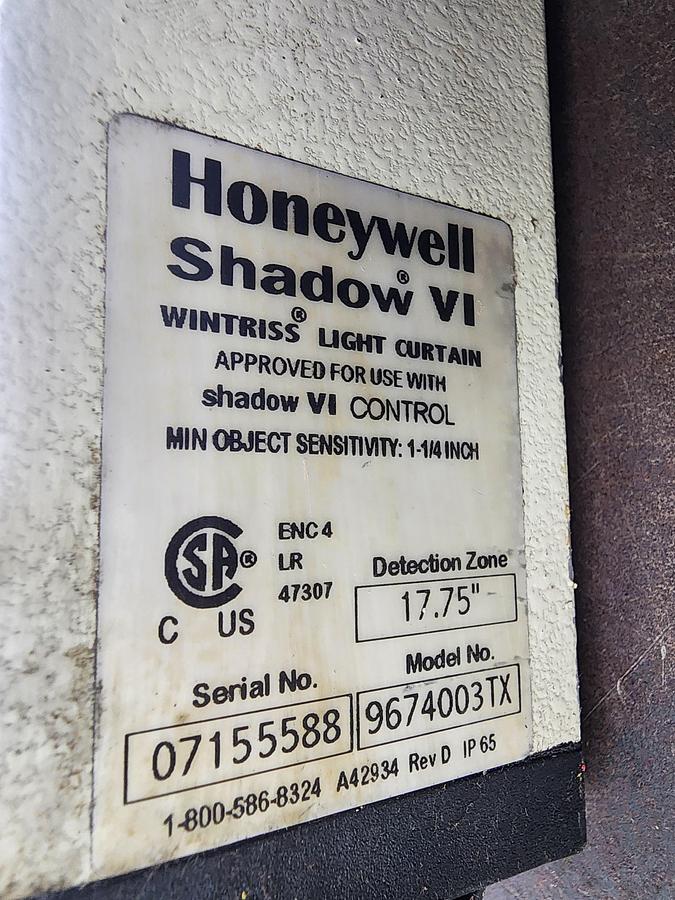 Honeywell
Shadow® VI
WINTRISS® LIGHT CURTAIN
APPROVED FOR USE WITH
shadow VI CONTROL
MIN OBJECT SENSITIVITY: 1-1/4 INCH
SA®
C US
ENC 4
LR
47307
Detection Zone
17.75"
Serial No.
07155588
Model No.
9674003TX
1-800-586-8324 A42934 Rev D IP 65